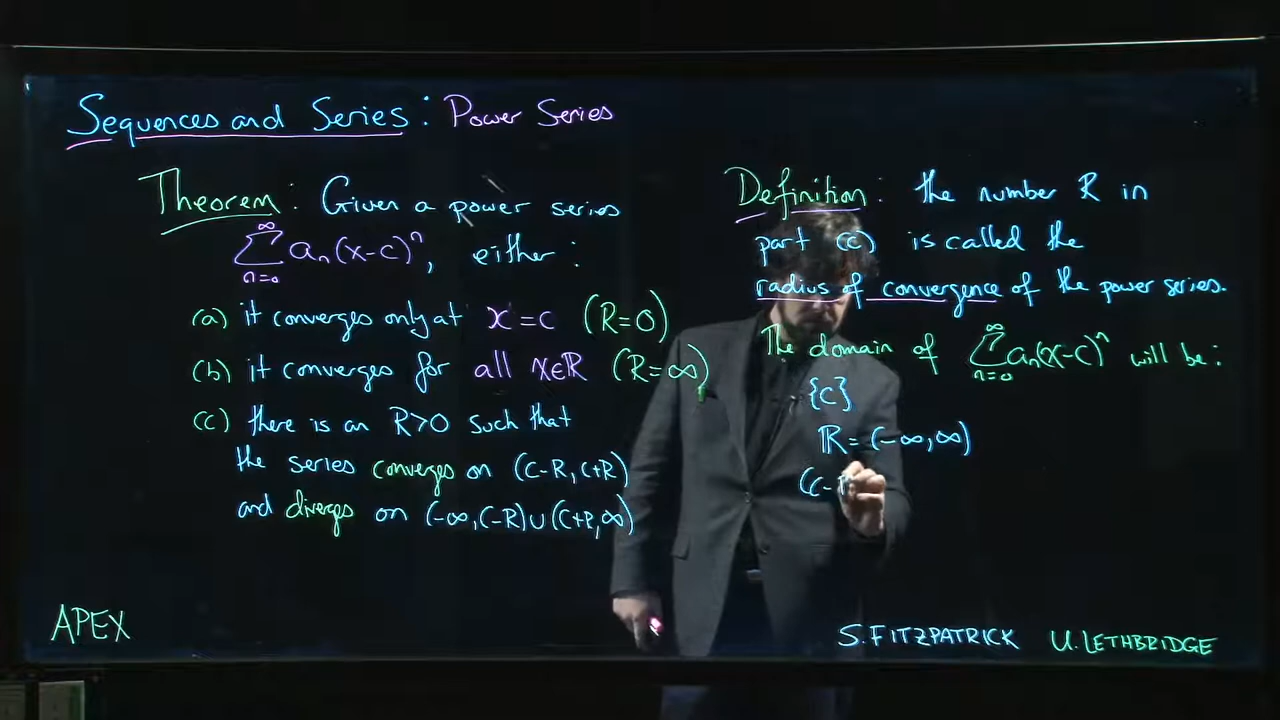 Sequences and Series: Power Series
Theorem: Given a power series
∑_{n=0}^{∞} aₙ(x-c)ⁿ, either:
(a) it converges only at x=c (R=0)
(b) it converges for all x∈ℝ (R=∞)
(c) there is an R>0 such that
the series converges on (c-R, c+R)
and diverges on (-∞, c-R)∪(c+R, ∞)
Definition: the number R in
part (c) is called the
radius of convergence of the power series.
The domain of ∑_{n=0}^{∞} aₙ(x-c)ⁿ will be:
{c}
ℝ = (-∞, ∞)
(c-
APEX
S. FITZPATRICK U. LETHBRIDGE